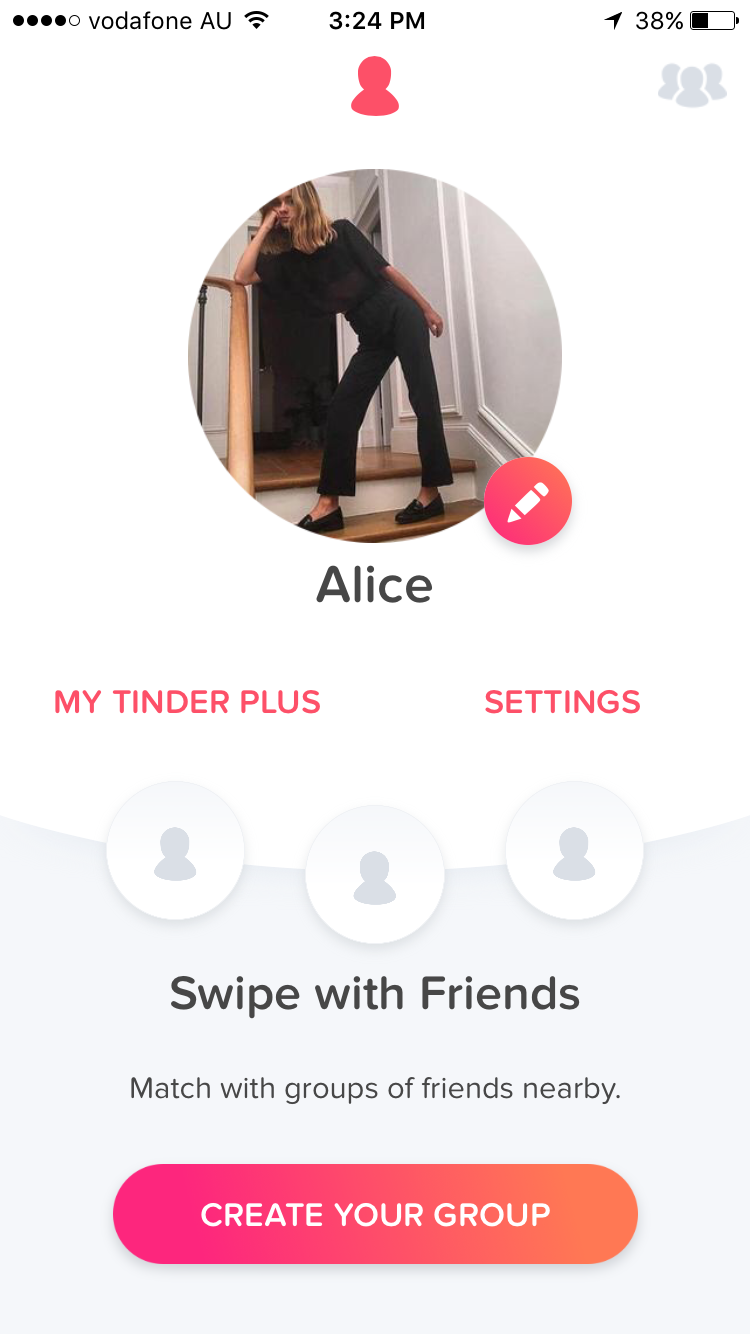 vodafone AU 3:24 PM 38%
Alice
MY TINDER PLUS SETTINGS
Swipe with Friends
Match with groups of friends nearby.
CREATE YOUR GROUP